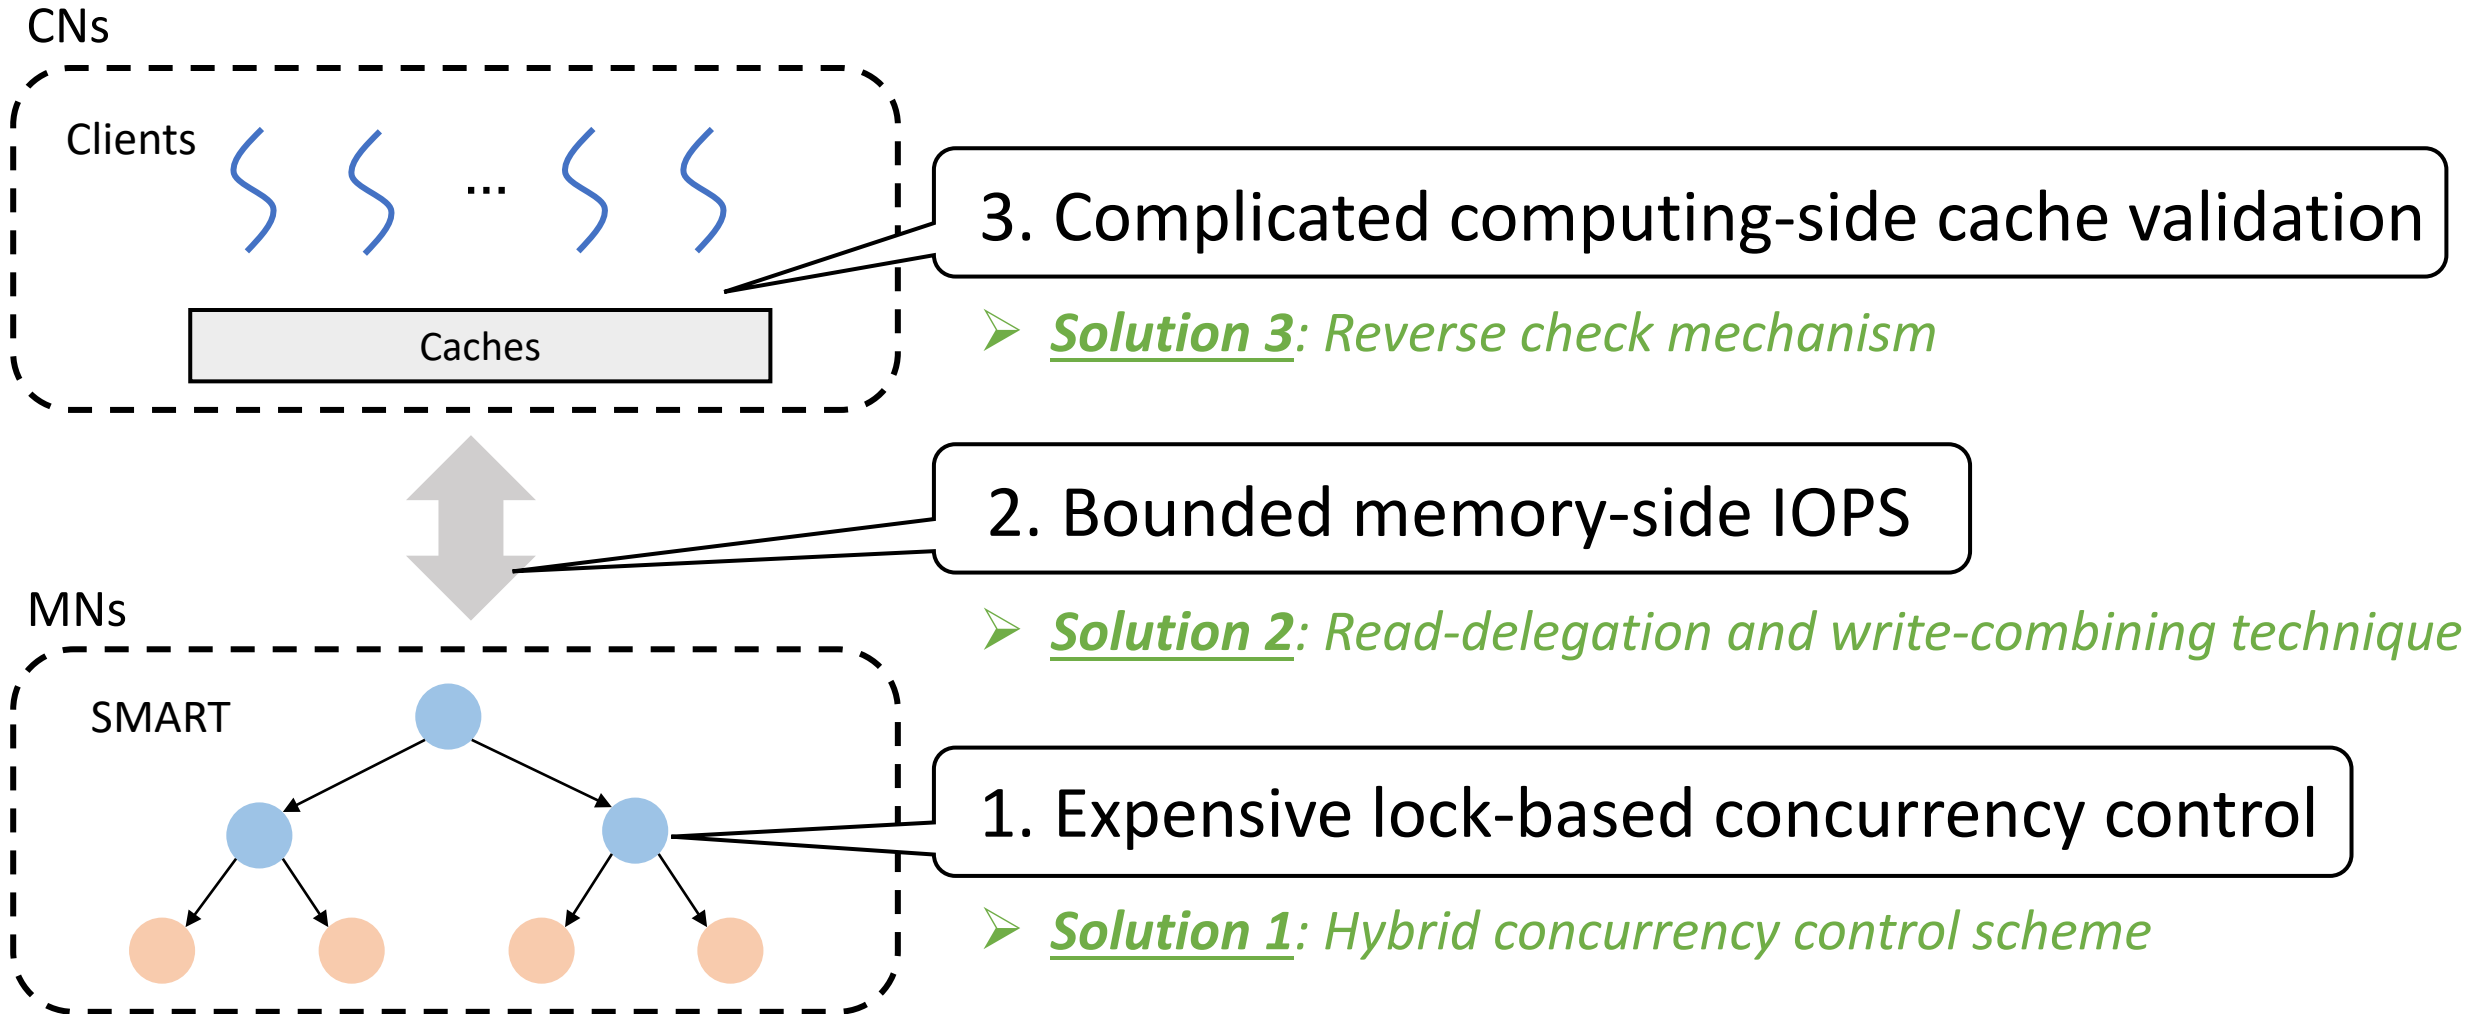 CNs
Clients
...
Caches
3. Complicated computing-side cache validation
Solution 3: Reverse check mechanism
2. Bounded memory-side IOPS
Solution 2: Read-delegation and write-combining technique
MNs
SMART
1. Expensive lock-based concurrency control
Solution 1: Hybrid concurrency control scheme